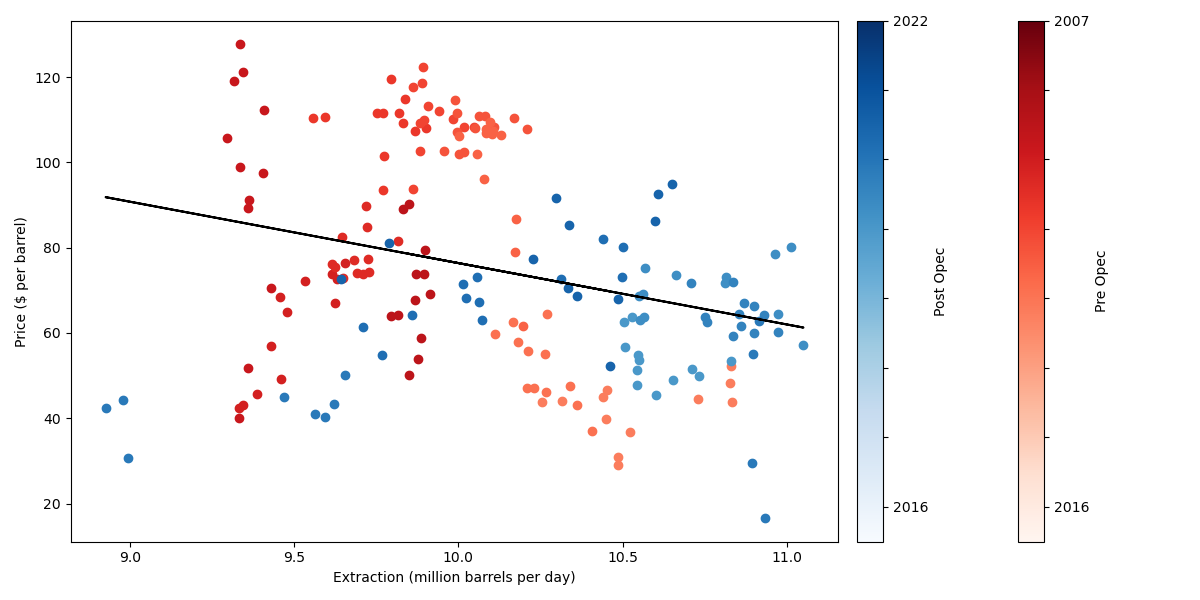 120
100
80
60
40
20
Price ($ per barrel)
9.0 9.5 10.0 10.5 11.0
Extraction (million barrels per day)
2022
2016
Post Opec
2007
2016
Pre Opec